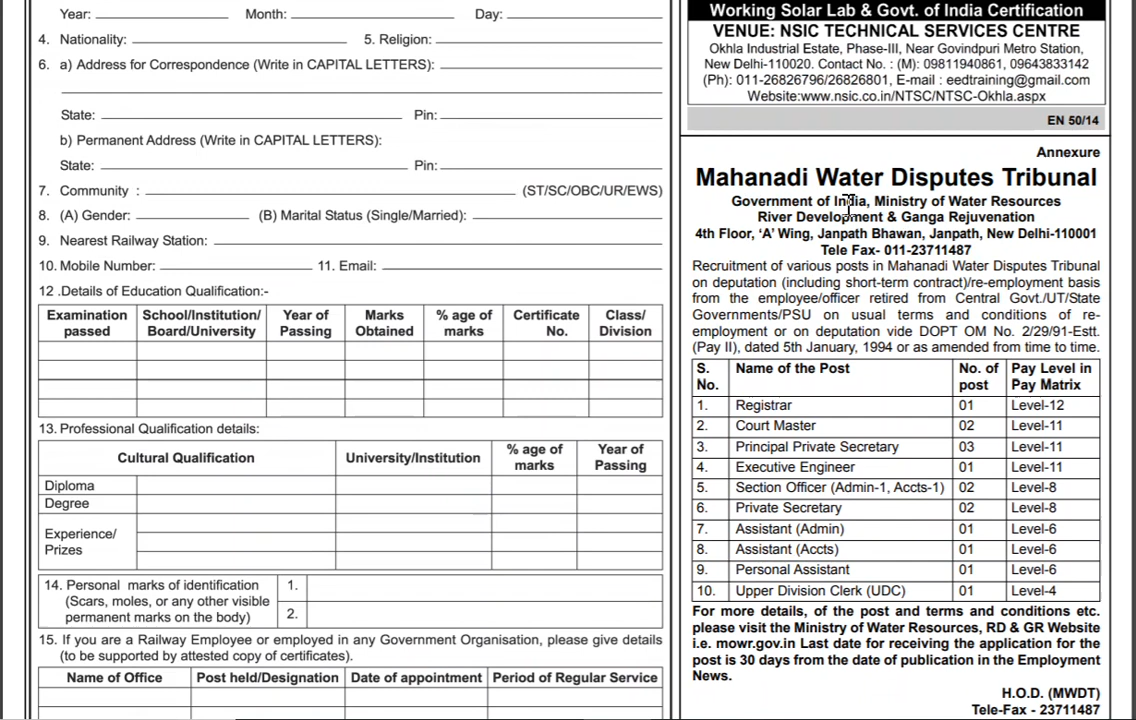 Year: Month: Day:
4. Nationality: 5. Religion:
6. a) Address for Correspondence (Write in CAPITAL LETTERS):
State: Pin:
b) Permanent Address (Write in CAPITAL LETTERS):
State: Pin:
7. Community : (ST/SC/OBC/UR/EWS)
8. (A) Gender: (B) Marital Status (Single/Married):
9. Nearest Railway Station:
10. Mobile Number: 11. Email:
12 .Details of Education Qualification:-
Examination passed School/Institution/ Board/University Year of Passing Marks Obtained % age of marks Certificate No. Class/ Division
13. Professional Qualification details:
Cultural Qualification University/Institution % age of marks Year of Passing
Diploma
Degree
Experience/
Prizes
14. Personal marks of identification 1.
(Scars, moles, or any other visible
permanent marks on the body) 2.
15. If you are a Railway Employee or employed in any Government Organisation, please give details
(to be supported by attested copy of certificates).
Name of Office Post held/Designation Date of appointment Period of Regular Service
Working Solar Lab & Govt. of India Certification
VENUE: NSIC TECHNICAL SERVICES CENTRE
Okhla Industrial Estate, Phase-III, Near Govindpuri Metro Station,
New Delhi-110020. Contact No. : (M): 09811940861, 09643833142
(Ph): 011-26826796/26826801, E-mail : eedtraining@gmail.com
Website:www.nsic.co.in/NTSC/NTSC-Okhla.aspx
EN 50/14
Annexure
Mahanadi Water Disputes Tribunal
Government of India, Ministry of Water Resources
River Development & Ganga Rejuvenation
4th Floor, ‘A’ Wing, Janpath Bhawan, Janpath, New Delhi-110001
Tele Fax- 011-23711487
Recruitment of various posts in Mahanadi Water Disputes Tribunal
on deputation (including short-term contract)/re-employment basis
from the employee/officer retired from Central Govt./UT/State
Governments/PSU on usual terms and conditions of re-
employment or on deputation vide DOPT OM No. 2/29/91-Estt.
(Pay II), dated 5th January, 1994 or as amended from time to time.
S. No. Name of the Post No. of post Pay Level in Pay Matrix
1. Registrar 01 Level-12
2. Court Master 02 Level-11
3. Principal Private Secretary 03 Level-11
4. Executive Engineer 01 Level-11
5. Section Officer (Admin-1, Accts-1) 02 Level-8
6. Private Secretary 02 Level-8
7. Assistant (Admin) 01 Level-6
8. Assistant (Accts) 01 Level-6
9. Personal Assistant 01 Level-6
10. Upper Division Clerk (UDC) 01 Level-4
For more details, of the post and terms and conditions etc.
please visit the Ministry of Water Resources, RD & GR Website
i.e. mowr.gov.in Last date for receiving the application for the
post is 30 days from the date of publication in the Employment
News.
H.O.D. (MWDT)
Tele-Fax - 23711487